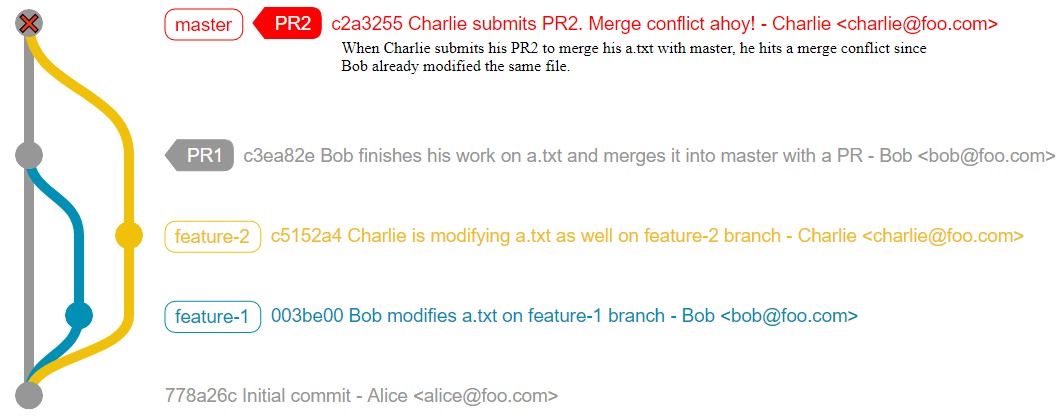 master PR2 c2a3255 Charlie submits PR2. Merge conflict ahoy! - Charlie <charlie@foo.com>
When Charlie submits his PR2 to merge his a.txt with master, he hits a merge conflict since
Bob already modified the same file.
PR1 c3ea82e Bob finishes his work on a.txt and merges it into master with a PR - Bob <bob@foo.com>
feature-2 c5152a4 Charlie is modifying a.txt as well on feature-2 branch - Charlie <charlie@foo.com>
feature-1 003be00 Bob modifies a.txt on feature-1 branch - Bob <bob@foo.com>
778a26c Initial commit - Alice <alice@foo.com>